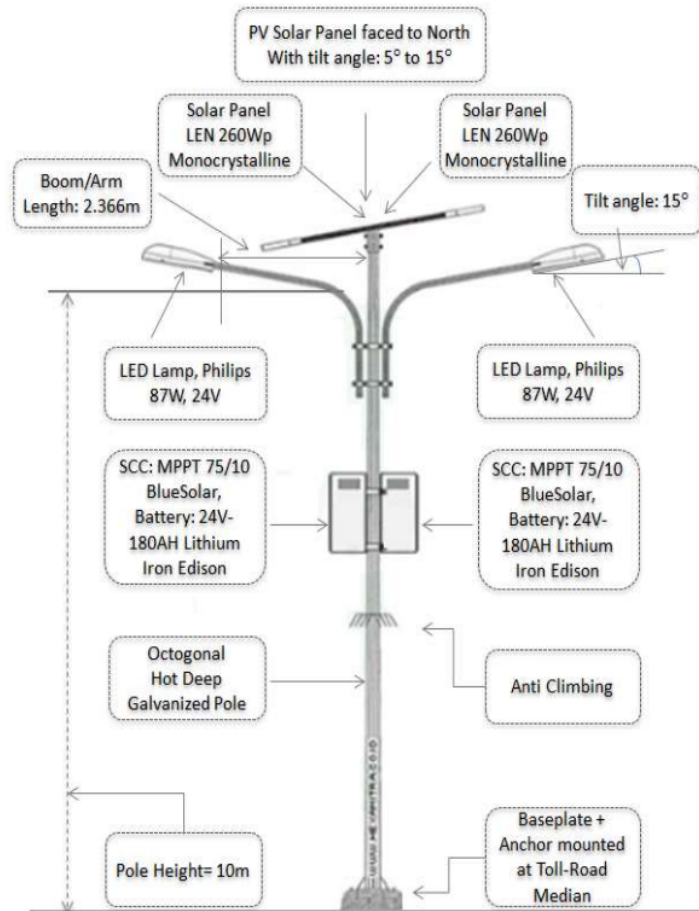 PV Solar Panel faced to North
With tilt angle: 5° to 15°
Solar Panel
LEN 260Wp
Monocrystalline
Solar Panel
LEN 260Wp
Monocrystalline
Boom/Arm
Length: 2.366m
Tilt angle: 15°
LED Lamp, Philips
87W, 24V
LED Lamp, Philips
87W, 24V
SCC: MPPT 75/10
BlueSolar,
Battery: 24V-
180AH Lithium
Iron Edison
SCC: MPPT 75/10
BlueSolar,
Battery: 24V-
180AH Lithium
Iron Edison
Octogonal
Hot Deep
Galvanized Pole
Anti Climbing
WWW.MEKAMITRA.CO.ID
Pole Height= 10m
Baseplate +
Anchor mounted
at Toll-Road
Median